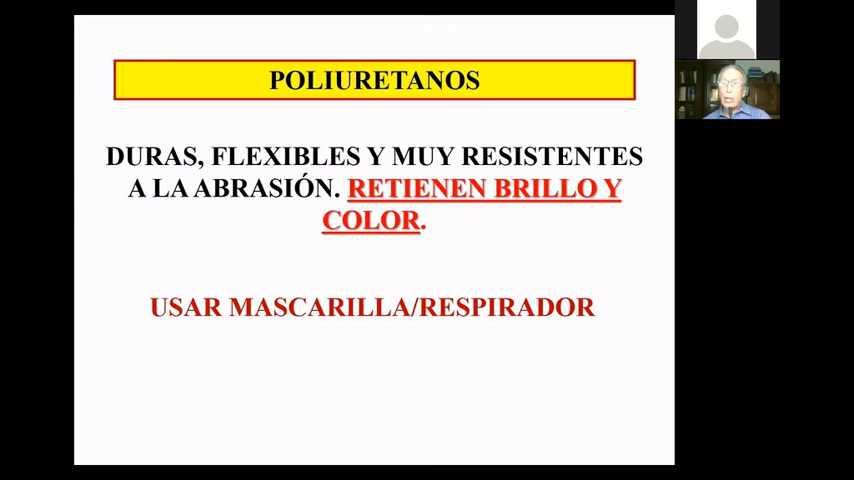 POLIURETANOS
DURAS, FLEXIBLES Y MUY RESISTENTES
A LA ABRASIÓN. RETIENEN BRILLO Y
COLOR.
USAR MASCARILLA/RESPIRADOR